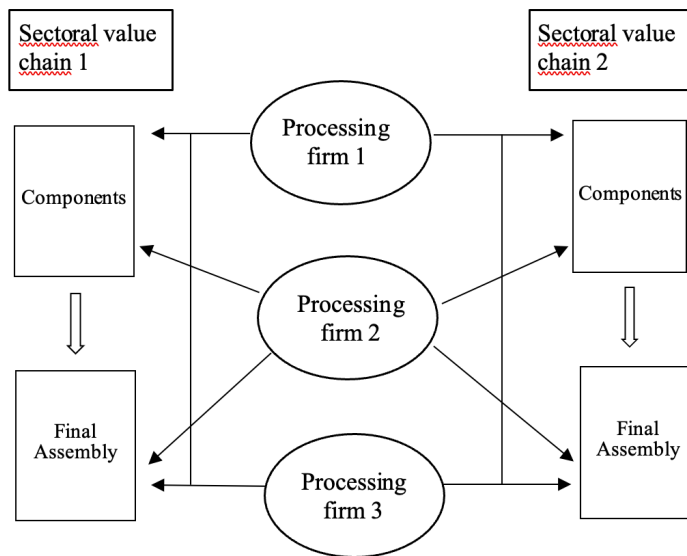 Sectoral value
chain 1
Sectoral value
chain 2
Processing
firm 1
Components
Components
Processing
firm 2
Final
Assembly
Final
Assembly
Processing
firm 3